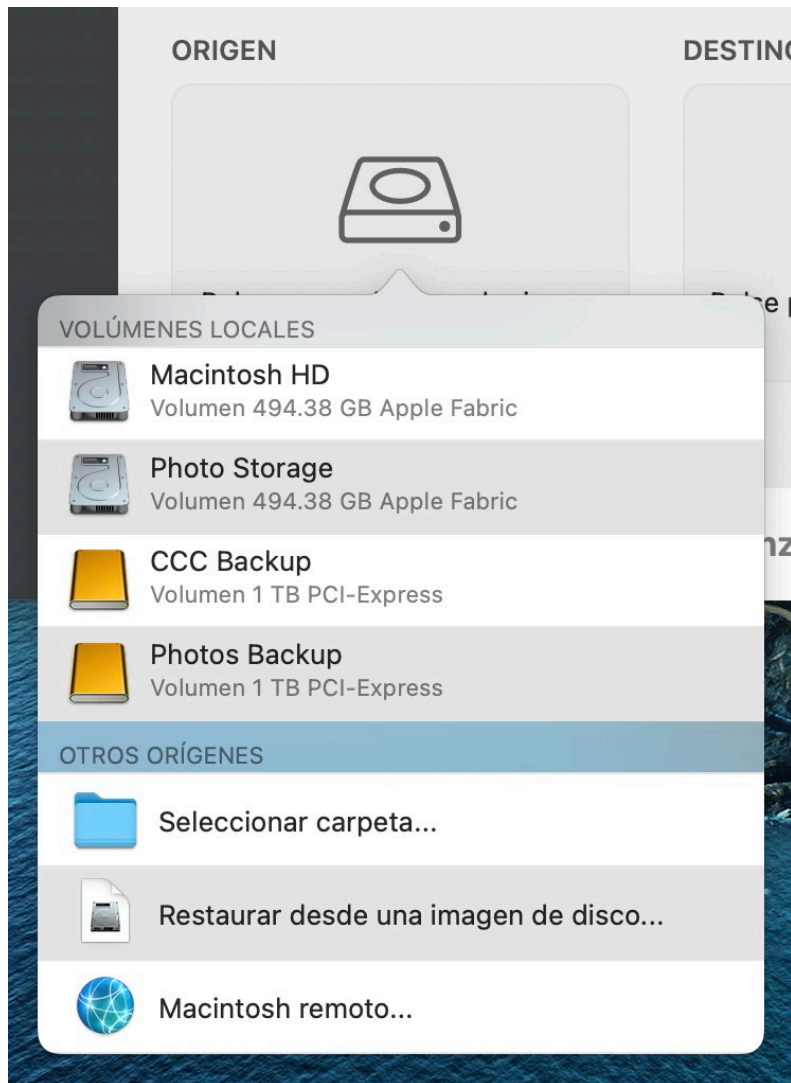 ORIGEN
DESTINO
VOLÚMENES LOCALES
Macintosh HD
Volumen 494.38 GB Apple Fabric
Photo Storage
Volumen 494.38 GB Apple Fabric
CCC Backup
Volumen 1 TB PCI-Express
Photos Backup
Volumen 1 TB PCI-Express
OTROS ORÍGENES
Seleccionar carpeta...
Restaurar desde una imagen de disco...
Macintosh remoto...